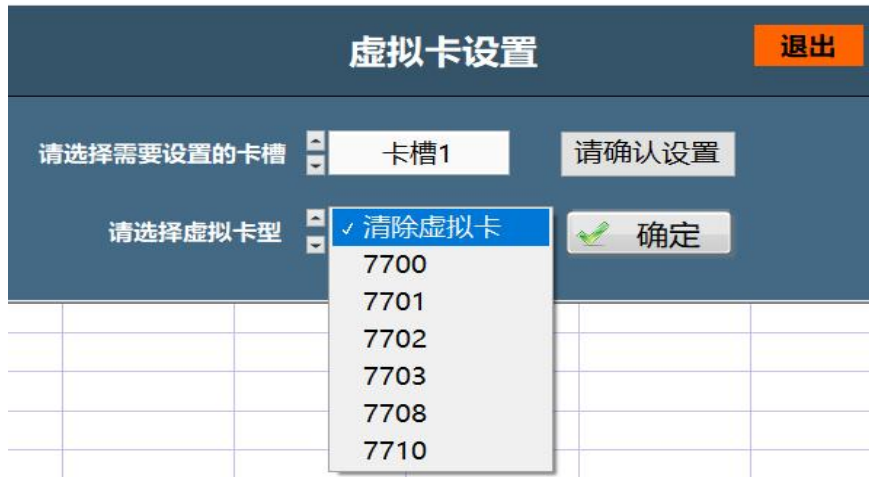 虚拟卡设置
退出
请选择需要设置的卡槽
卡槽1
请确认设置
请选择虚拟卡型
清除虚拟卡
确定
7700
7701
7702
7703
7708
7710